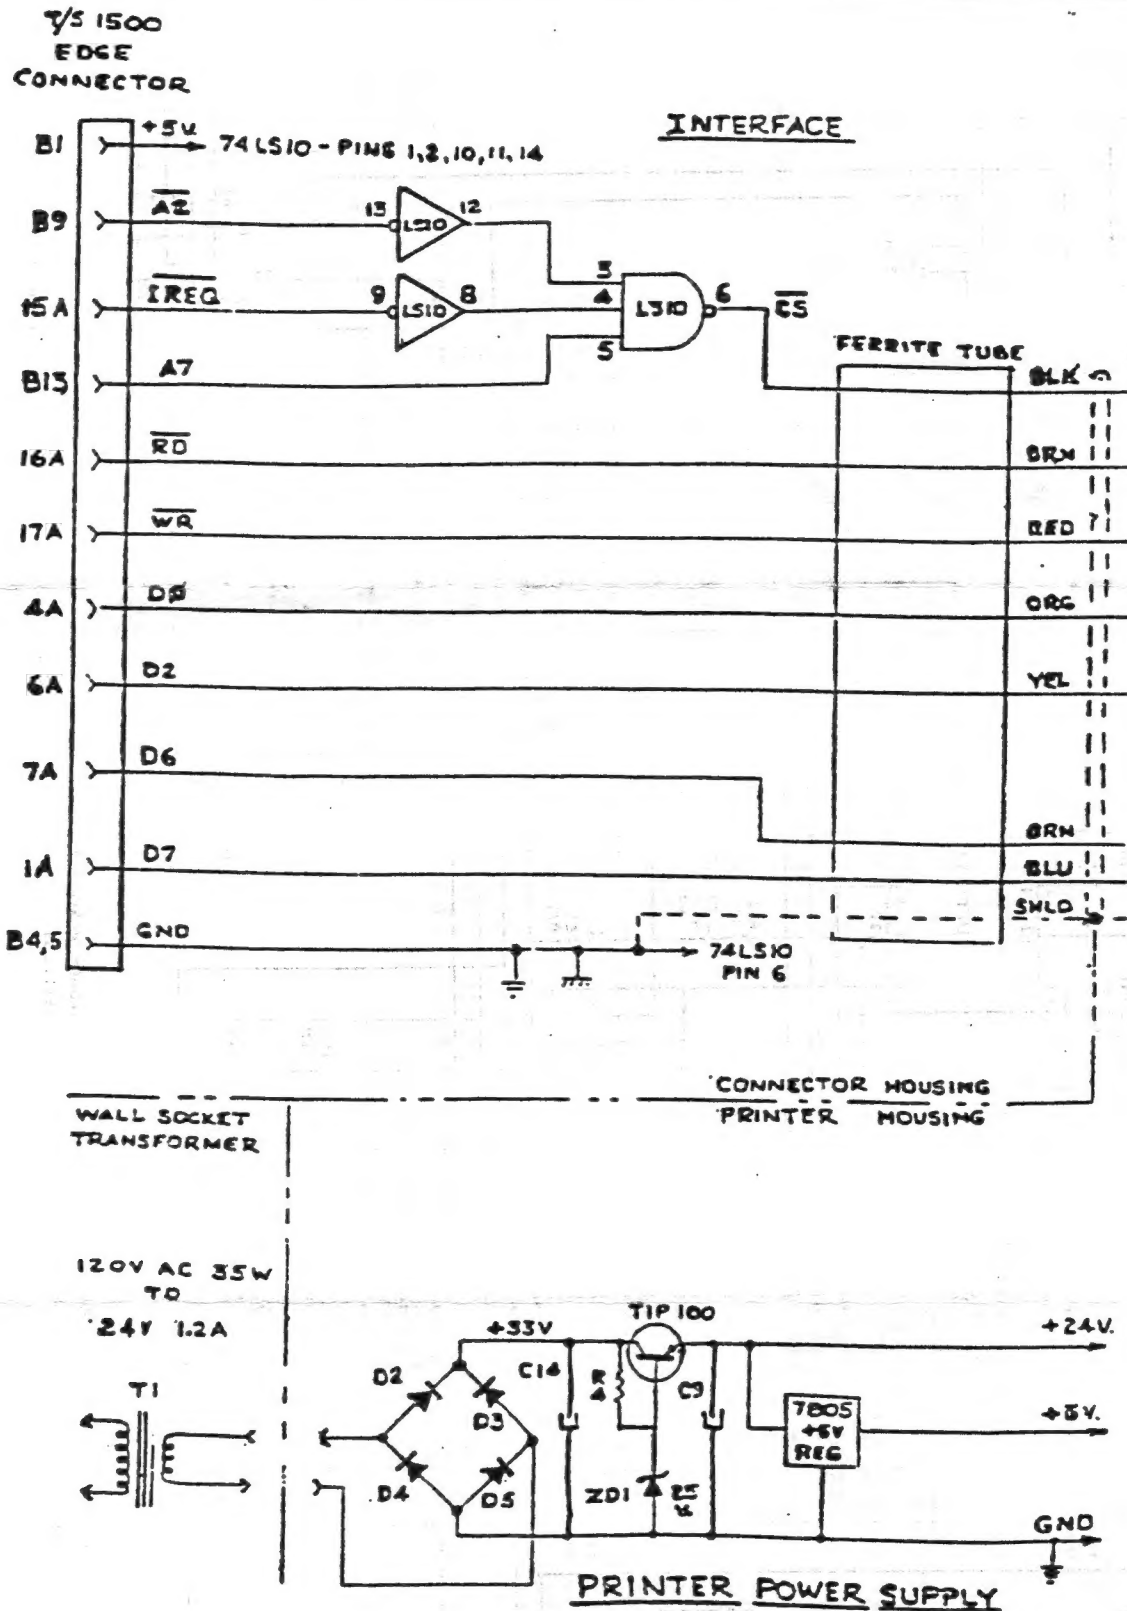 T/S 1500
EDGE
CONNECTOR
INTERFACE
B1
+5V
74LS10 - PINS 1,2,10,11,14
B9
A2
13
LS10
12
15A
IREQ
9
LS10
8
3
4
5
LS10
6
CS
B13
A7
FERRITE TUBE
BLK
16A
RD
BRN
17A
WR
RED
4A
DØ
ORG
6A
D2
YEL
7A
D6
BRN
1A
D7
BLU
SHLD
B4,5
GND
74LS10
PIN 6
CONNECTOR HOUSING
PRINTER HOUSING
WALL SOCKET
TRANSFORMER
120V AC 35W
TO
24V 1.2A
T1
+33V
TIP 100
+24V.
D2
D3
D4
D5
C14
R
4
C9
7805
+5V
REG
+5V.
ZD1
25
V
GND
PRINTER POWER SUPPLY